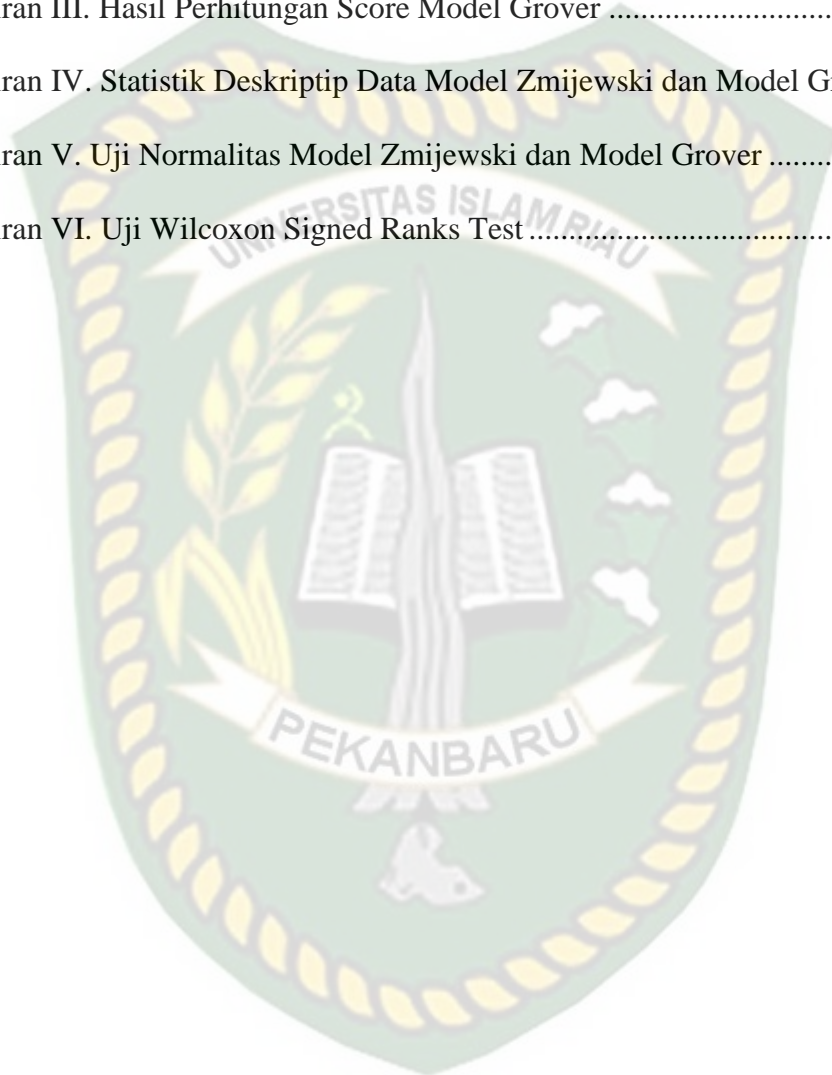 ran III. Hasil Perhitungan Score Model Grover ............................
ran IV. Statistik Deskriptip Data Model Zmijewski dan Model G
ran V. Uji Normalitas Model Zmijewski dan Model Grover ........
ran VI. Uji Wilcoxon Signed Ranks Test ......................................
UNIVERSITAS ISLAM RIAU
PEKANBARU